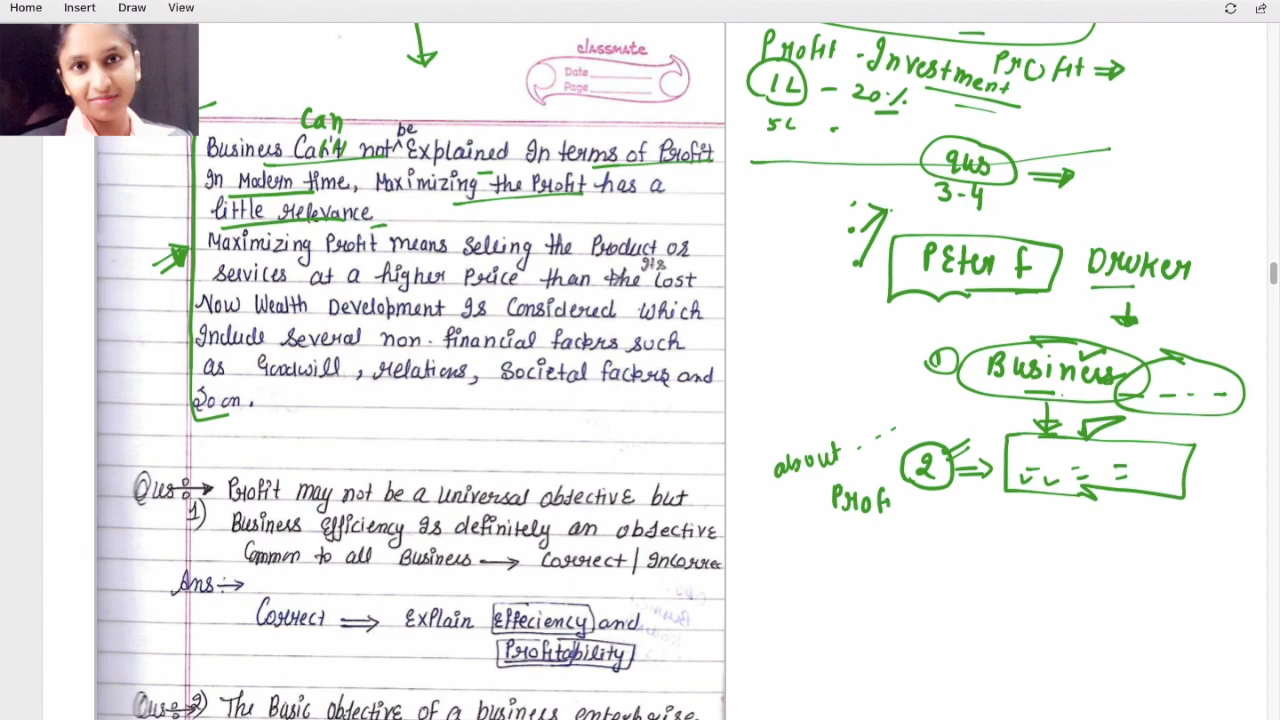 Home Insert Draw View
classmate
Date
Page
Can
be
Business Can't not ^ Explained In terms of Profit
In Modern time, Maximizing the Profit has a
little relevance
Maximizing Profit means selling the Product or
its
services at a higher Price than the Cost
Now Wealth Development Is Considered which
Include several non-financial factors such
as Goodwill, relations, Societal factors and
So on.
Qus:→ Profit may not be a universal objective but
1) Business efficiency Is definitely an objective
Common to all Business → Correct | Incorrec
Ans:→
Correct ⇒ Explain Effeciency and
Profitability
Qus:→ 2) The Basic objective of a business enterprise
Profit - Investment Profit ⇒
1L - 20%
5L
qus ⇒
3-4
PEter f DRUKER
① Business
about ...
2 ⇒
Prof